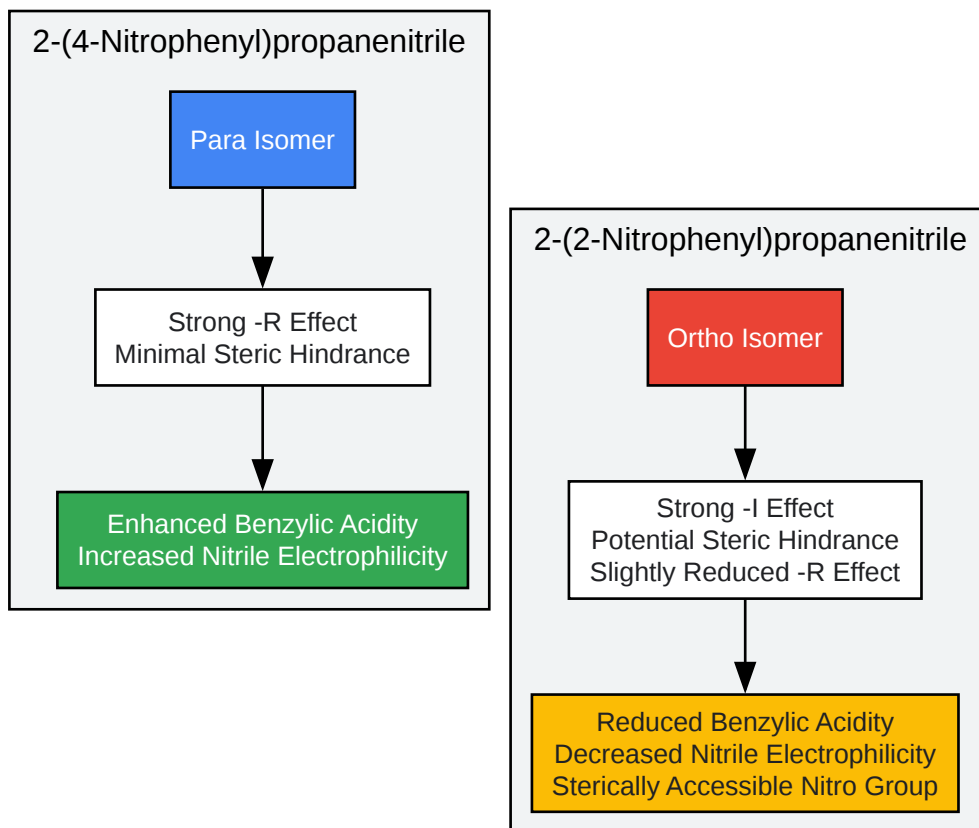 2-(4-Nitrophenyl)propanenitrile
Para Isomer
Strong -R Effect
Minimal Steric Hindrance
Enhanced Benzylic Acidity
Increased Nitrile Electrophilicity
2-(2-Nitrophenyl)propanenitrile
Ortho Isomer
Strong -I Effect
Potential Steric Hindrance
Slightly Reduced -R Effect
Reduced Benzylic Acidity
Decreased Nitrile Electrophilicity
Sterically Accessible Nitro Group